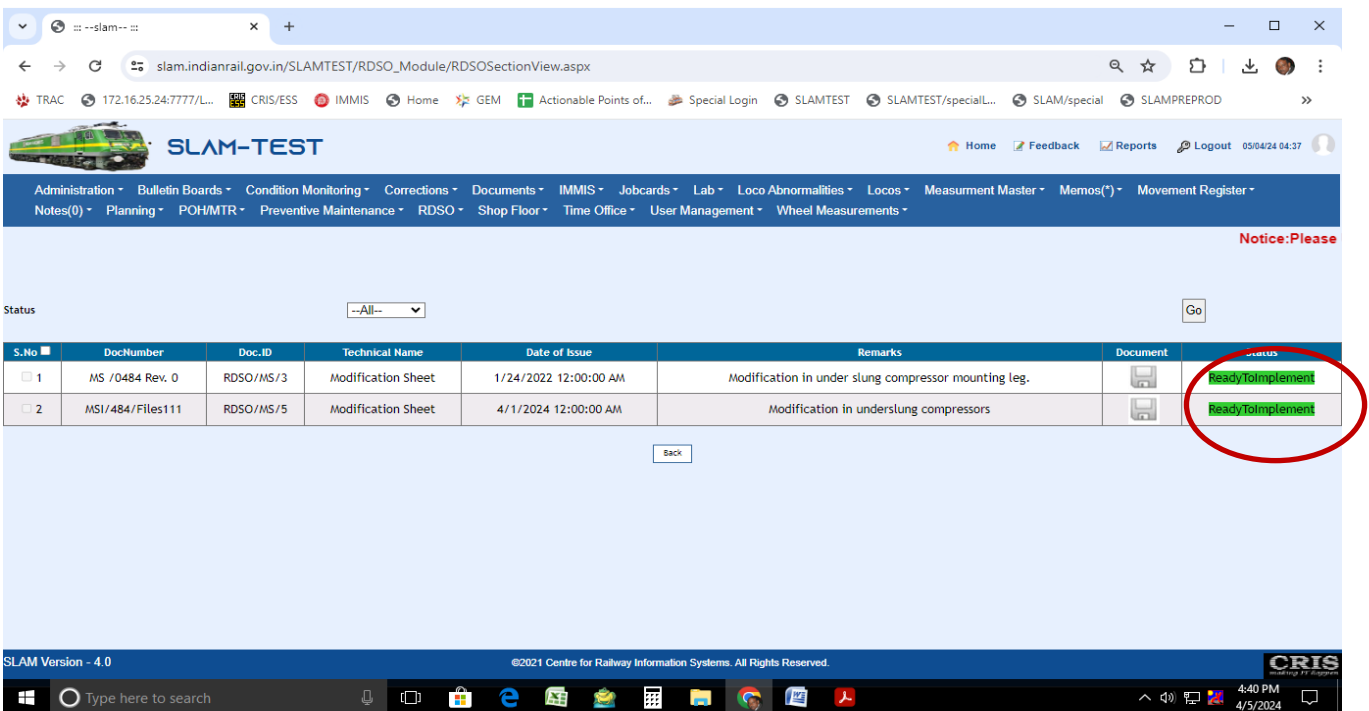 ::: --slam-- :::
slam.indianrail.gov.in/SLAMTEST/RDSO_Module/RDSOSectionView.aspx
TRAC 172.16.25.24:7777/L... CRIS/ESS IMMIS Home GEM Actionable Points of... Special Login SLAMTEST SLAMTEST/specialL... SLAM/special SLAMPREPROD »
SLAM-TEST Home Feedback Reports Logout 05/04/24 04:37
Administration Bulletin Boards Condition Monitoring Corrections Documents IMMIS Jobcards Lab Loco Abnormalities Locos Measurment Master Memos(*) Movement Register
Notes(0) Planning POH/MTR Preventive Maintenance RDSO Shop Floor Time Office User Management Wheel Measurements
Notice:Please
Status --All-- Go
S.No DocNumber Doc.ID Technical Name Date of Issue Remarks Document Status
1 MS /0484 Rev. 0 RDSO/MS/3 Modification Sheet 1/24/2022 12:00:00 AM Modification in under slung compressor mounting leg. ReadyToImplement
2 MSI/484/Files111 RDSO/MS/5 Modification Sheet 4/1/2024 12:00:00 AM Modification in underslung compressors ReadyToImplement
Back
SLAM Version - 4.0 ©2021 Centre for Railway Information Systems. All Rights Reserved. CRIS
Type here to search 4:40 PM
4/5/2024